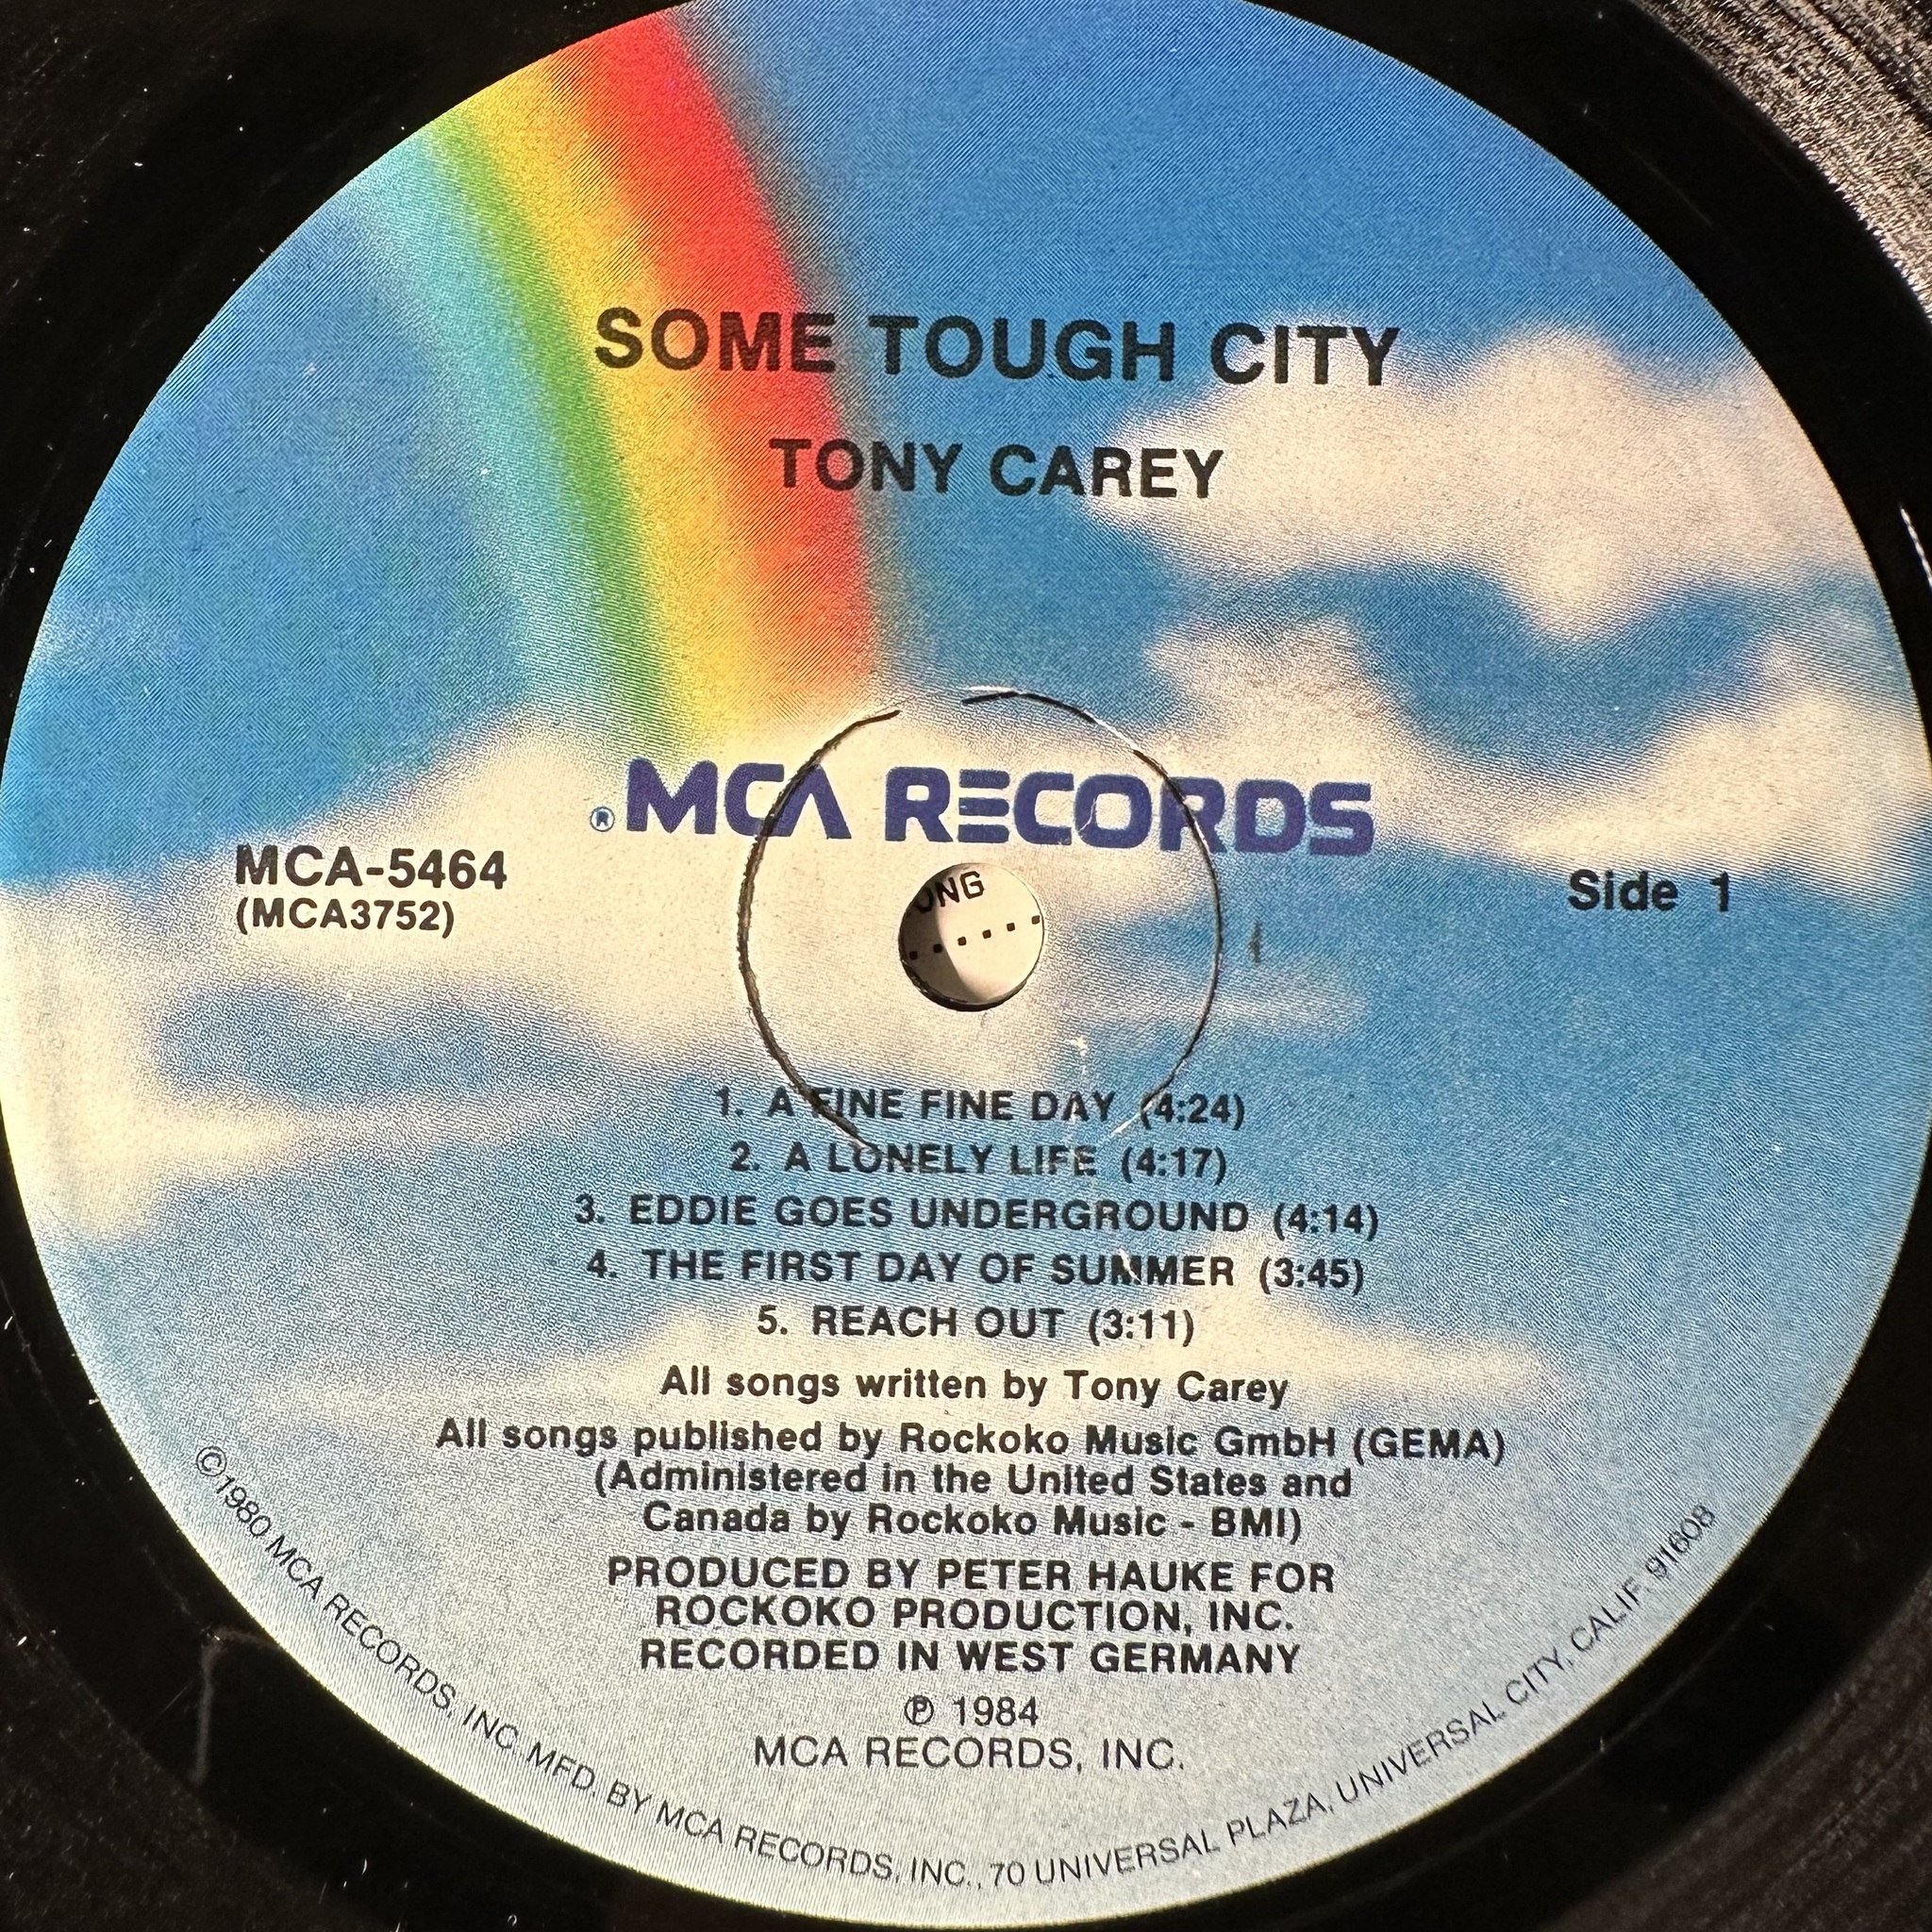 SOME TOUGH CITY
TONY CAREY
® MCA RECORDS
MCA-5464
(MCA3752)
Side 1
1. A FINE FINE DAY (4:24)
2. A LONELY LIFE (4:17)
3. EDDIE GOES UNDERGROUND (4:14)
4. THE FIRST DAY OF SUMMER (3:45)
5. REACH OUT (3:11)
All songs written by Tony Carey
All songs published by Rockoko Music GmbH (GEMA)
(Administered in the United States and
Canada by Rockoko Music - BMI)
PRODUCED BY PETER HAUKE FOR
ROCKOKO PRODUCTION, INC.
RECORDED IN WEST GERMANY
℗ 1984
MCA RECORDS, INC.
©1980 MCA RECORDS, INC. MFD. BY MCA RECORDS, INC., 70 UNIVERSAL PLAZA, UNIVERSAL CITY, CALIF. 91608